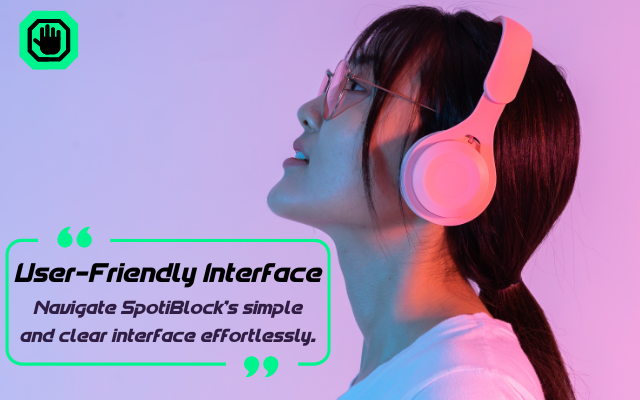 User-Friendly Interface
Navigate SpotiBlock's simple
and clear interface effortlessly.